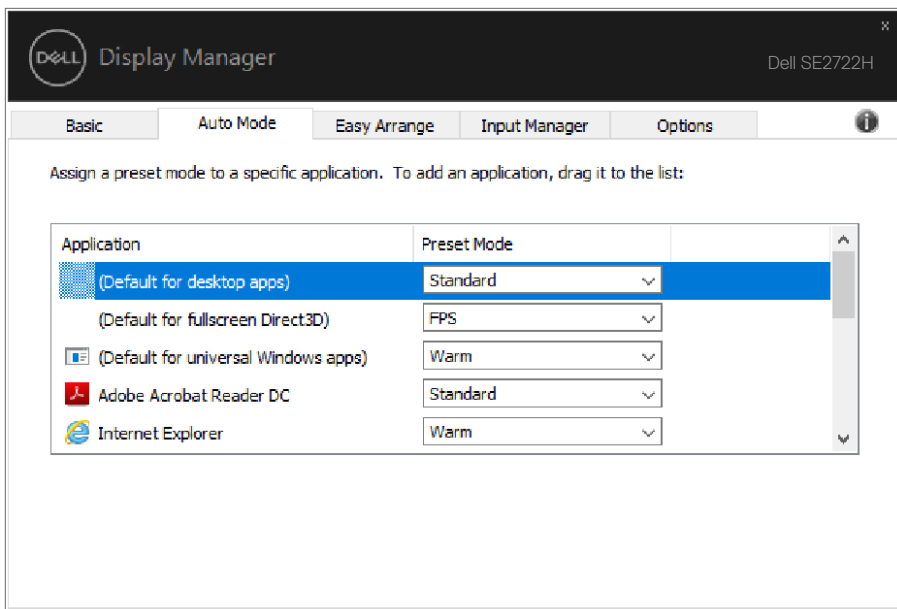 x
DELL Display Manager
Dell SE2722H
Basic Auto Mode Easy Arrange Input Manager Options
Assign a preset mode to a specific application. To add an application, drag it to the list:
Application Preset Mode
(Default for desktop apps) Standard
(Default for fullscreen Direct3D) FPS
(Default for universal Windows apps) Warm
Adobe Acrobat Reader DC Standard
Internet Explorer Warm